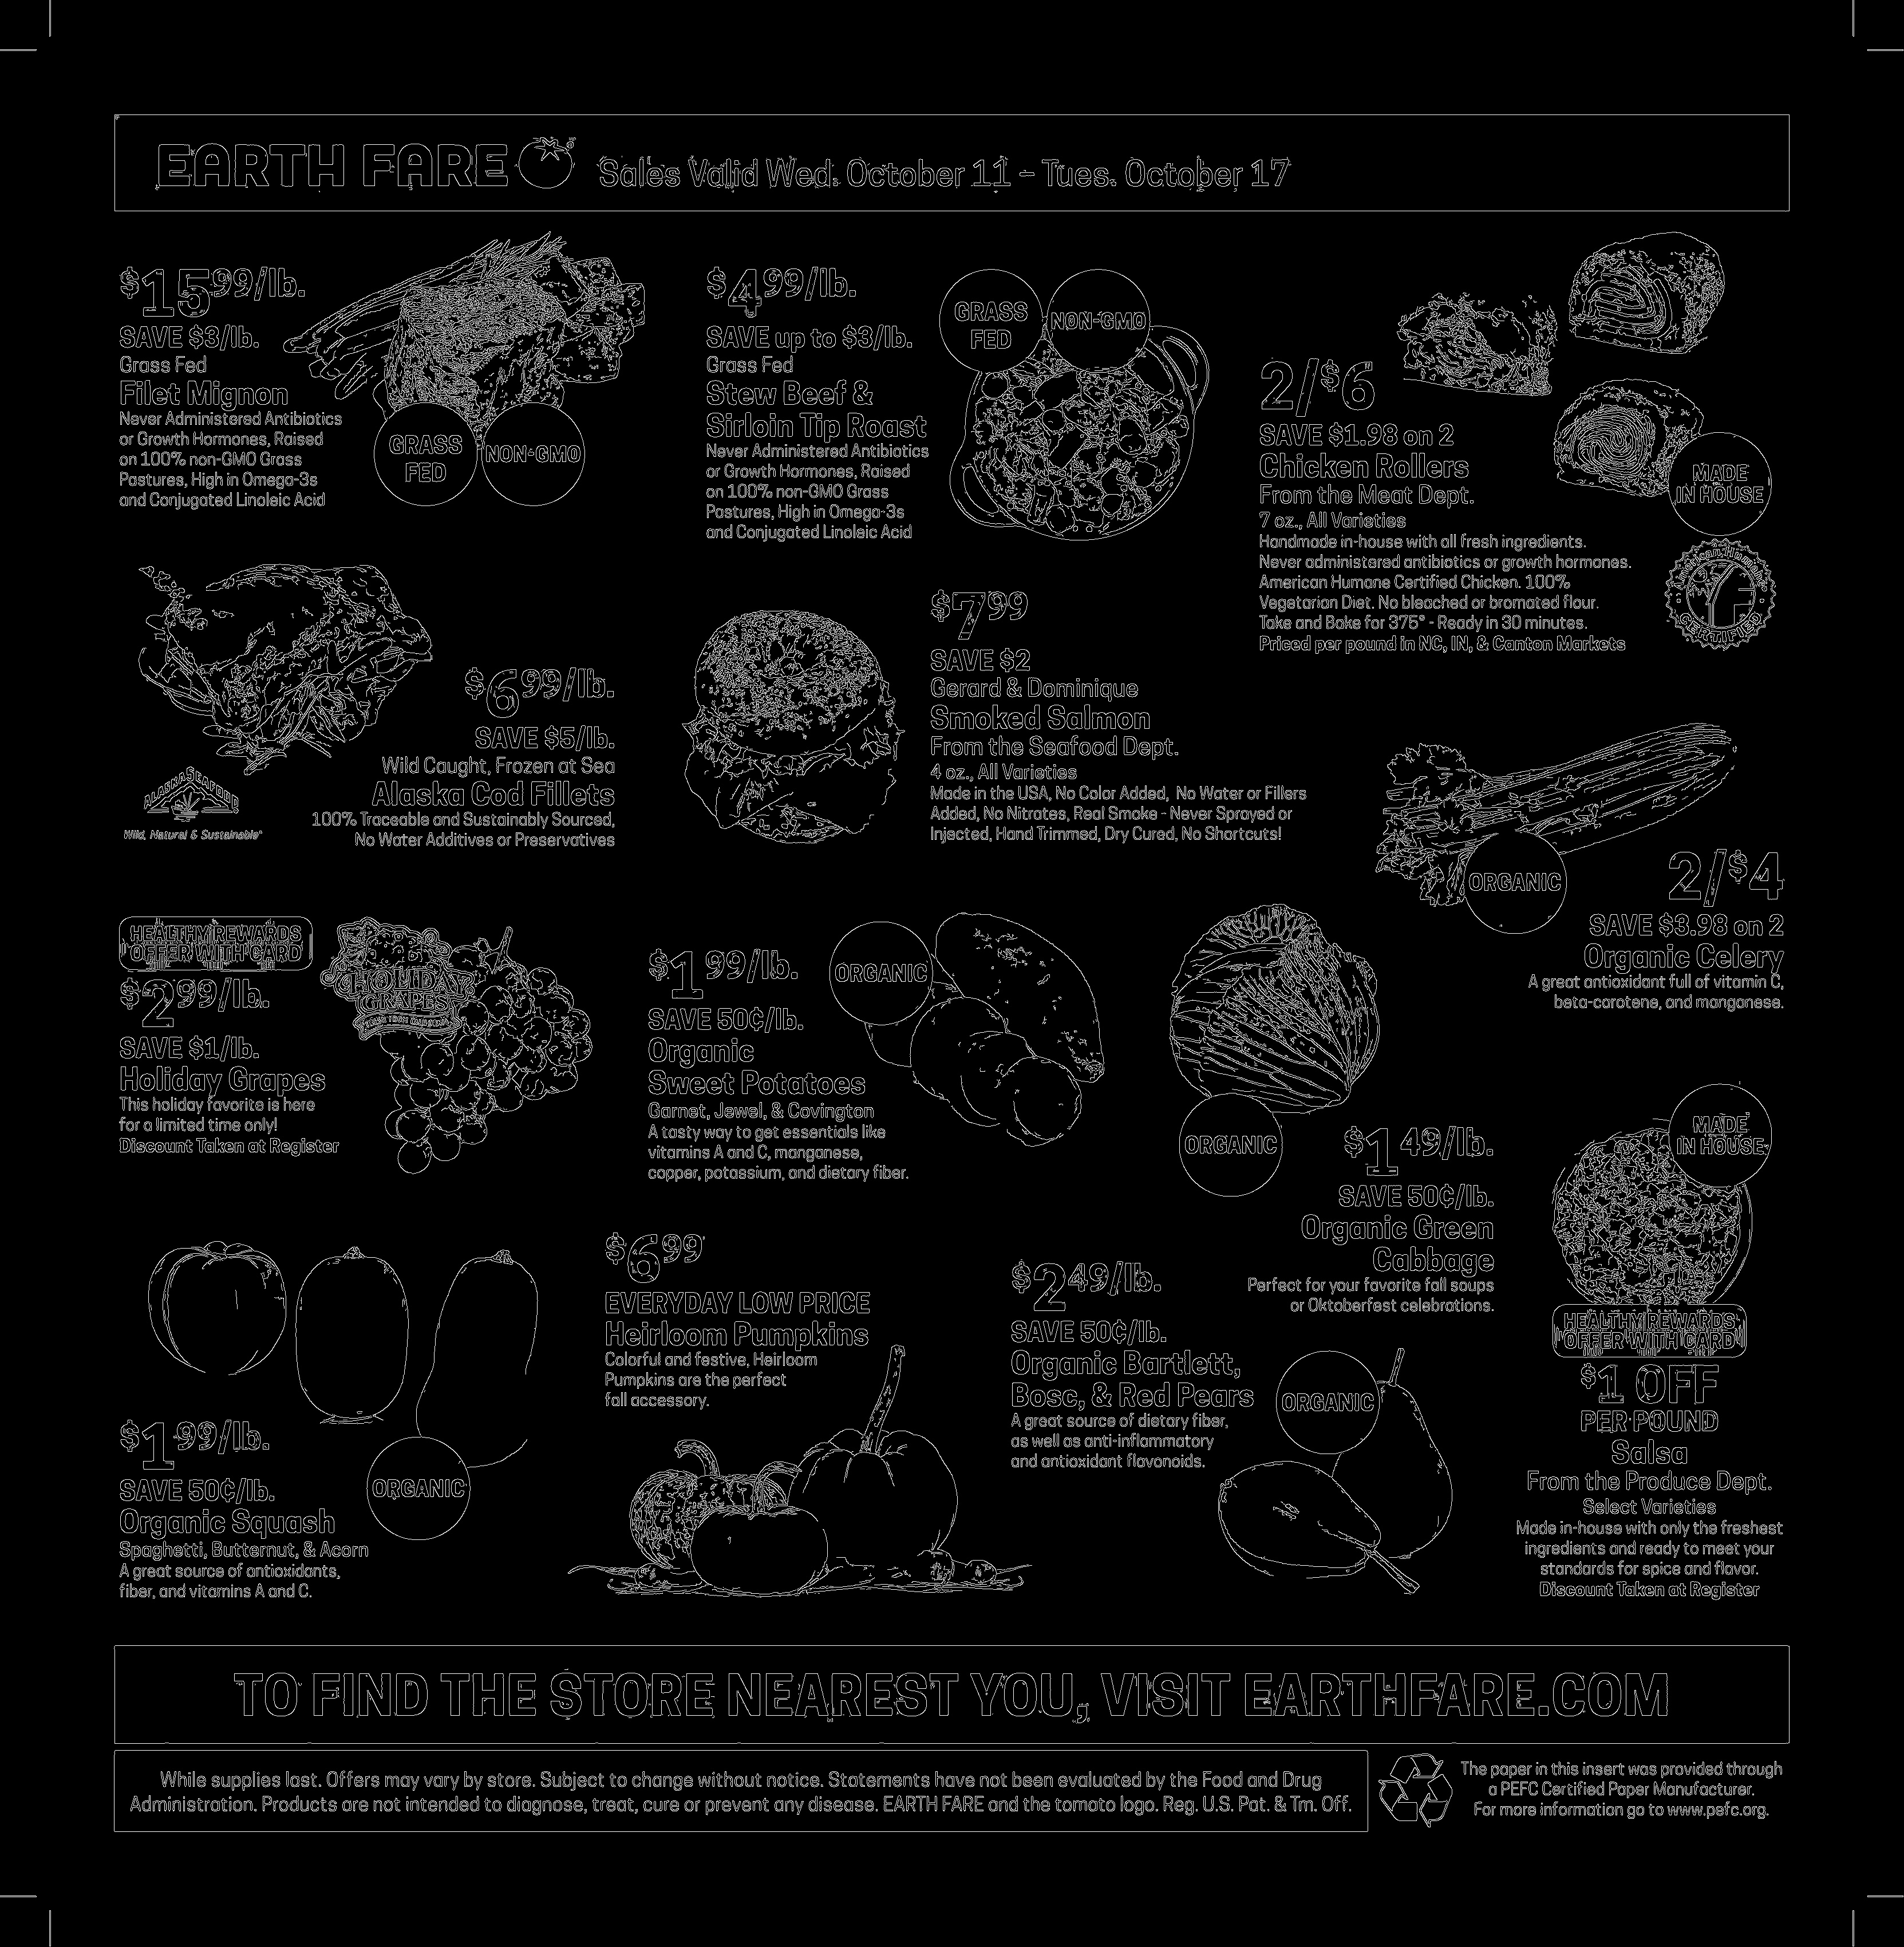 EARTH FARE
Sales Valid Wed. October 11 – Tues. October 17
$15 99/lb.
SAVE $3/lb.
Grass Fed
Filet Mignon
Never Administered Antibiotics
or Growth Hormones, Raised
on 100% non-GMO Grass
Pastures, High in Omega-3s
and Conjugated Linoleic Acid
GRASS
FED
NON-GMO
$4 99/lb.
SAVE up to $3/lb.
Grass Fed
Stew Beef &
Sirloin Tip Roast
Never Administered Antibiotics
or Growth Hormones, Raised
on 100% non-GMO Grass
Pastures, High in Omega-3s
and Conjugated Linoleic Acid
GRASS
FED
NON-GMO
2/$6
SAVE $1.98 on 2
Chicken Rollers
From the Meat Dept.
7 oz., All Varieties
Handmade in-house with all fresh ingredients.
Never administered antibiotics or growth hormones.
American Humane Certified Chicken. 100%
Vegetarian Diet. No bleached or bromated flour.
Take and Bake for 375° - Ready in 30 minutes.
Priced per pound in NC, IN, & Canton Markets
MADE
IN HOUSE
American Humane
CERTIFIED
$6 99/lb.
SAVE $5/lb.
Wild Caught, Frozen at Sea
Alaska Cod Fillets
100% Traceable and Sustainably Sourced,
No Water Additives or Preservatives
ALASKA SEAFOOD
Wild, Natural & Sustainable®
$7 99
SAVE $2
Gerard & Dominique
Smoked Salmon
From the Seafood Dept.
4 oz., All Varieties
Made in the USA, No Color Added, No Water or Fillers
Added, No Nitrates, Real Smoke - Never Sprayed or
Injected, Hand Trimmed, Dry Cured, No Shortcuts!
ORGANIC
2/$4
SAVE $3.98 on 2
Organic Celery
A great antioxidant full of vitamin C,
beta-carotene, and manganese.
HEALTHY REWARDS
OFFER WITH CARD
$2 99/lb.
SAVE $1/lb.
Holiday Grapes
This holiday favorite is here
for a limited time only!
Discount Taken at Register
HOLIDAY
GRAPES
$1 99/lb.
SAVE 50¢/lb.
Organic
Sweet Potatoes
Garnet, Jewel, & Covington
A tasty way to get essentials like
vitamins A and C, manganese,
copper, potassium, and dietary fiber.
ORGANIC
ORGANIC
$1 49/lb.
SAVE 50¢/lb.
Organic Green
Cabbage
Perfect for your favorite fall soups
or Oktoberfest celebrations.
MADE
IN HOUSE
HEALTHY REWARDS
OFFER WITH CARD
$1 OFF
PER POUND
Salsa
From the Produce Dept.
Select Varieties
Made in-house with only the freshest
ingredients and ready to meet your
standards for spice and flavor.
Discount Taken at Register
$1 99/lb.
SAVE 50¢/lb.
Organic Squash
Spaghetti, Butternut, & Acorn
A great source of antioxidants,
fiber, and vitamins A and C.
ORGANIC
$6 99
EVERYDAY LOW PRICE
Heirloom Pumpkins
Colorful and festive, Heirloom
Pumpkins are the perfect
fall accessory.
$2 49/lb.
SAVE 50¢/lb.
Organic Bartlett,
Bosc, & Red Pears
A great source of dietary fiber,
as well as anti-inflammatory
and antioxidant flavonoids.
ORGANIC
TO FIND THE STORE NEAREST YOU, VISIT EARTHFARE.COM
While supplies last. Offers may vary by store. Subject to change without notice. Statements have not been evaluated by the Food and Drug
Administration. Products are not intended to diagnose, treat, cure or prevent any disease. EARTH FARE and the tomato logo. Reg. U.S. Pat. & Tm. Off.
The paper in this insert was provided through
a PEFC Certified Paper Manufacturer.
For more information go to www.pefc.org.